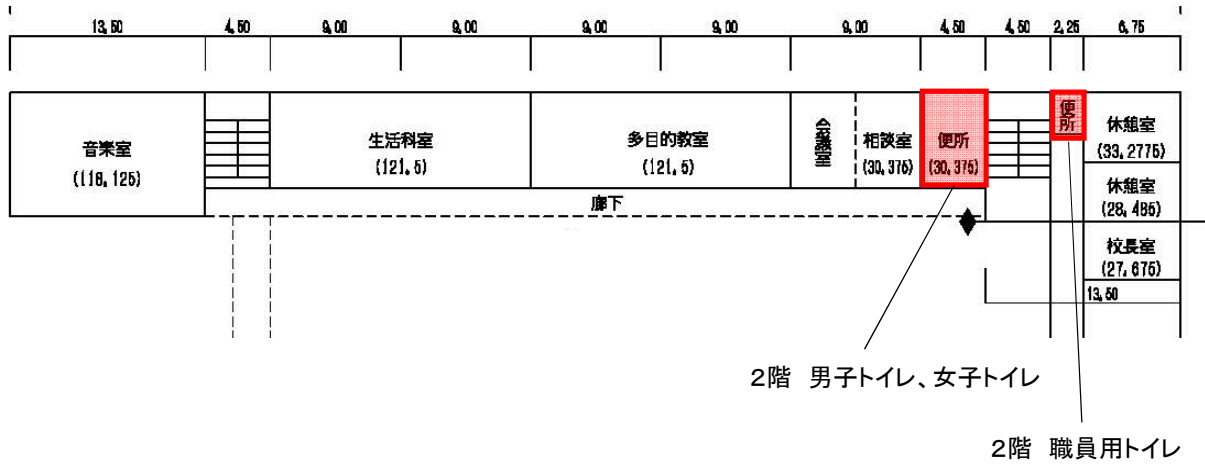 13.50 4.50 9.00 9.00 9.00 9.00 9.00 4.50 4.50 2.25 6.75
音楽室
(118,125)
生活科室
(121.5)
多目的教室
(121.5)
会議室
相談室
(30,375)
便所
(30,375)
便所
休憩室
(33,2775)
休憩室
(28,485)
校長室
(27,675)
13.50
廊下
2階 男子トイレ、女子トイレ
2階 職員用トイレ